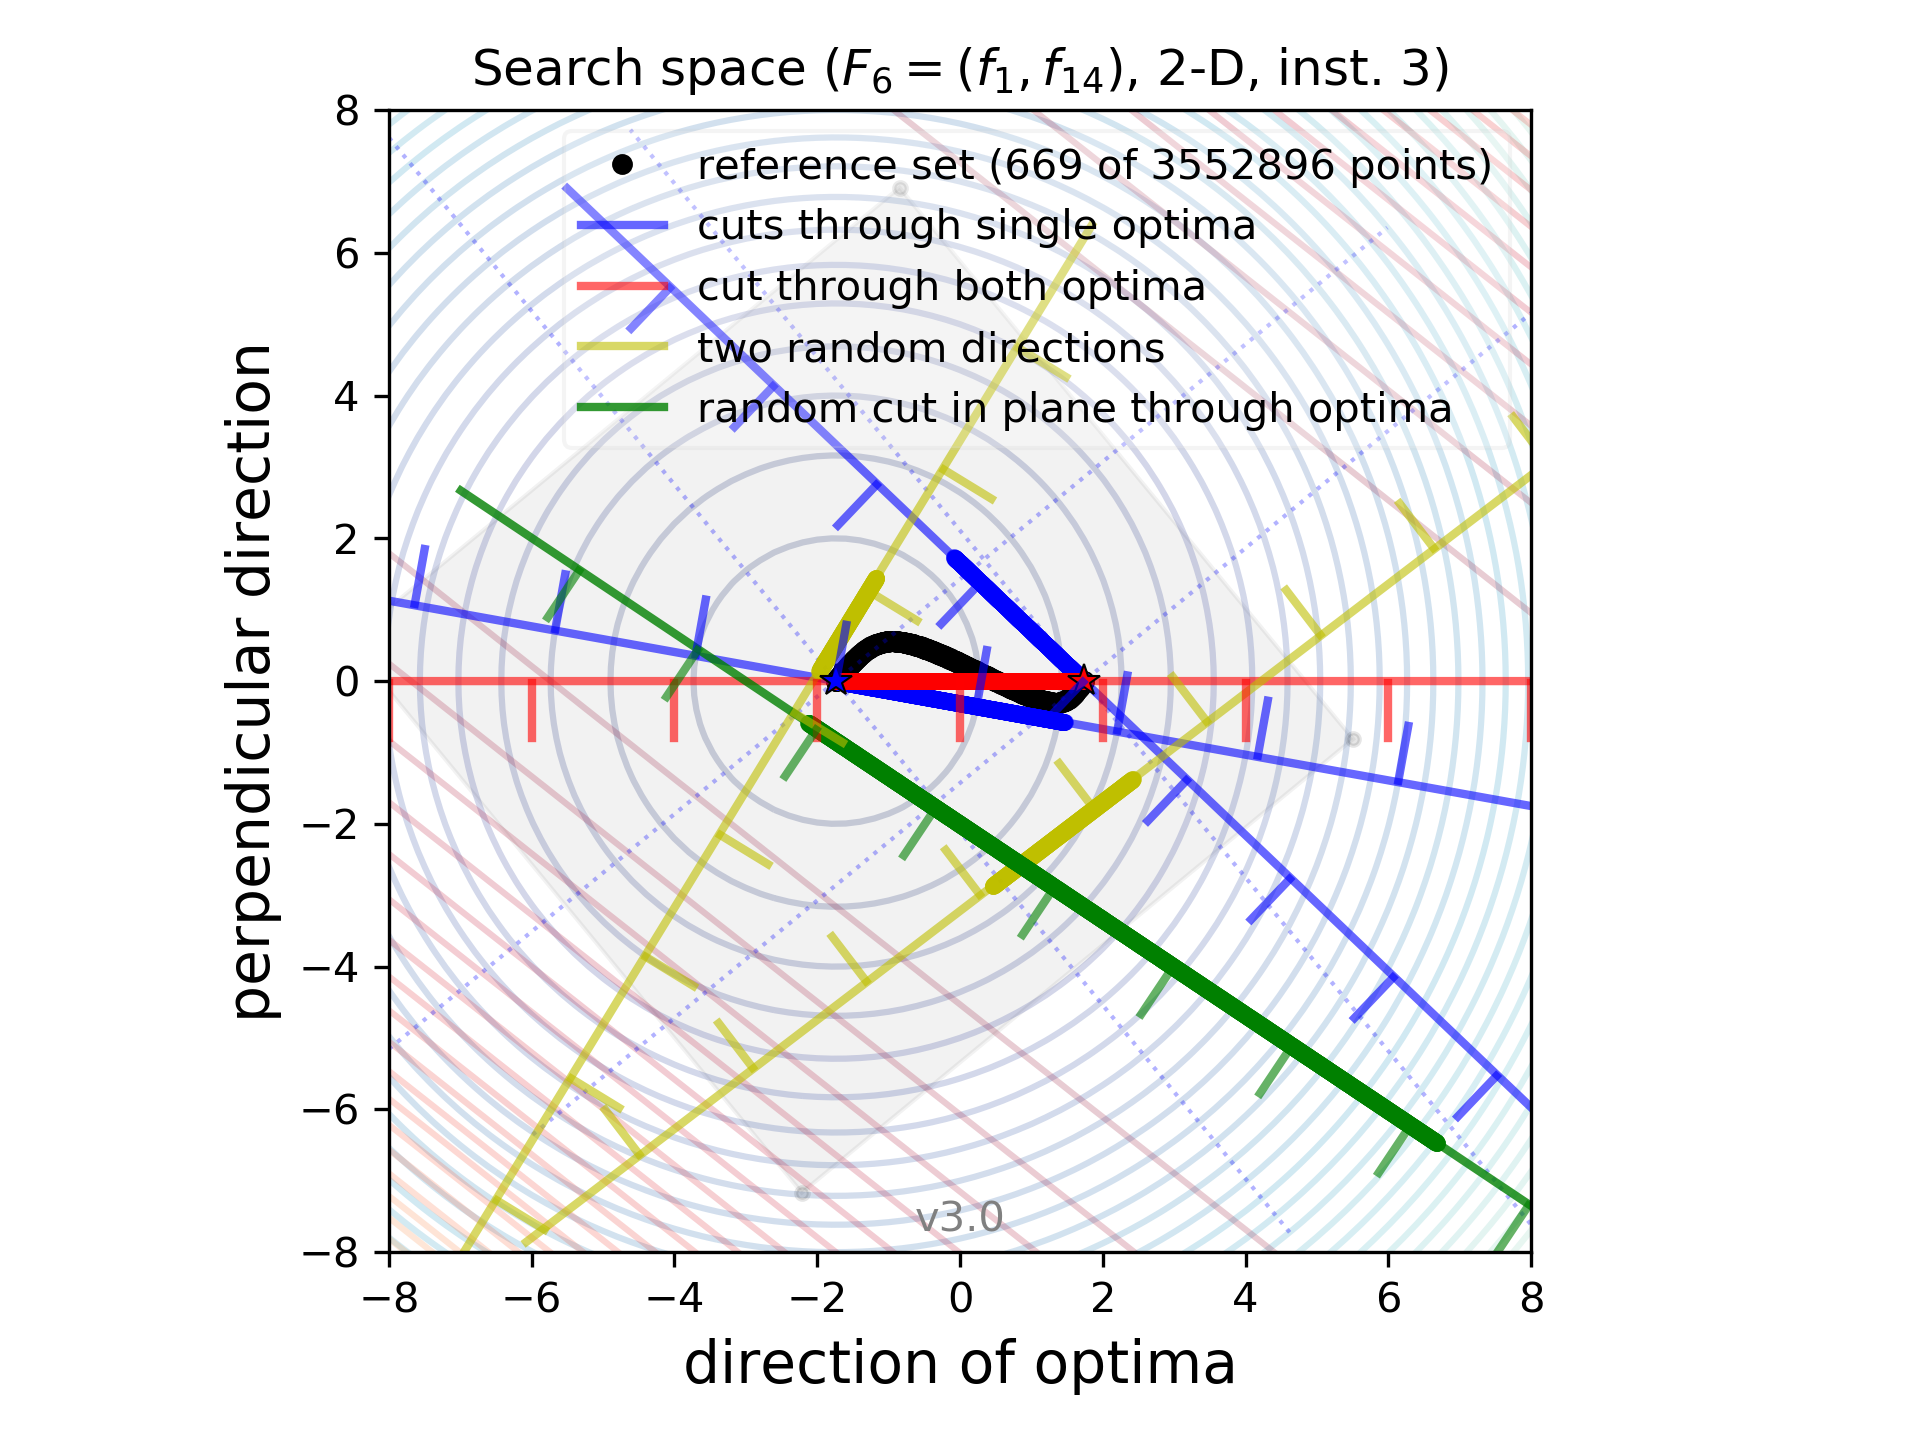 Search space (F₆ = (f₁, f₁₄), 2-D, inst. 3)
8
6
4
2
0
−2
−4
−6
−8
perpendicular direction
reference set (669 of 3552896 points)
cuts through single optima
cut through both optima
two random directions
random cut in plane through optima
v3.0
−8 −6 −4 −2 0 2 4 6 8
direction of optima